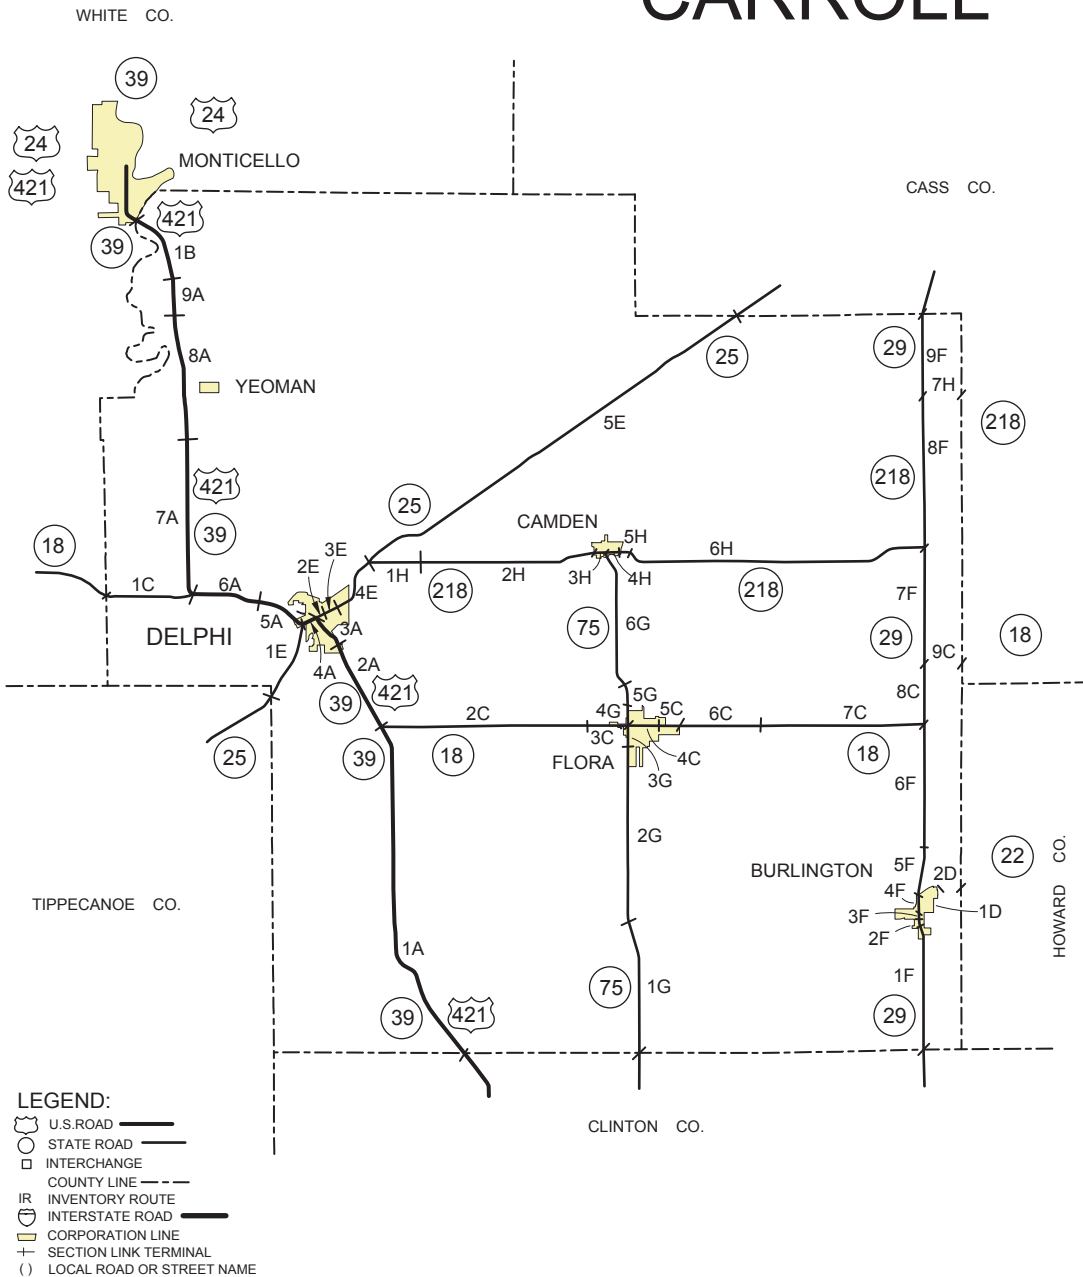 CARROLL
WHITE CO.
39
24
24
MONTICELLO
421
CASS CO.
421
39
1B
9A
29
25
9F
8A
7H
YEOMAN
5E
218
8F
421
218
25
7A
CAMDEN
39
5H
18
3E
6H
2E
1H
2H
3H
4H
1C
6A
4E
218
218
7F
5A
3A
75
6G
DELPHI
29
18
1E
9C
4A
2A
421
8C
39
5G
2C
4G
5C
6C
7C
3C
25
39
18
FLORA
4C
18
3G
6F
2G
22
HOWARD CO.
5F
BURLINGTON
2D
4F
TIPPECANOE CO.
1D
3F
2F
1A
1F
75
1G
39
421
29
LEGEND:
U.S.ROAD
CLINTON CO.
STATE ROAD
INTERCHANGE
COUNTY LINE
IR INVENTORY ROUTE
INTERSTATE ROAD
CORPORATION LINE
SECTION LINK TERMINAL
( ) LOCAL ROAD OR STREET NAME